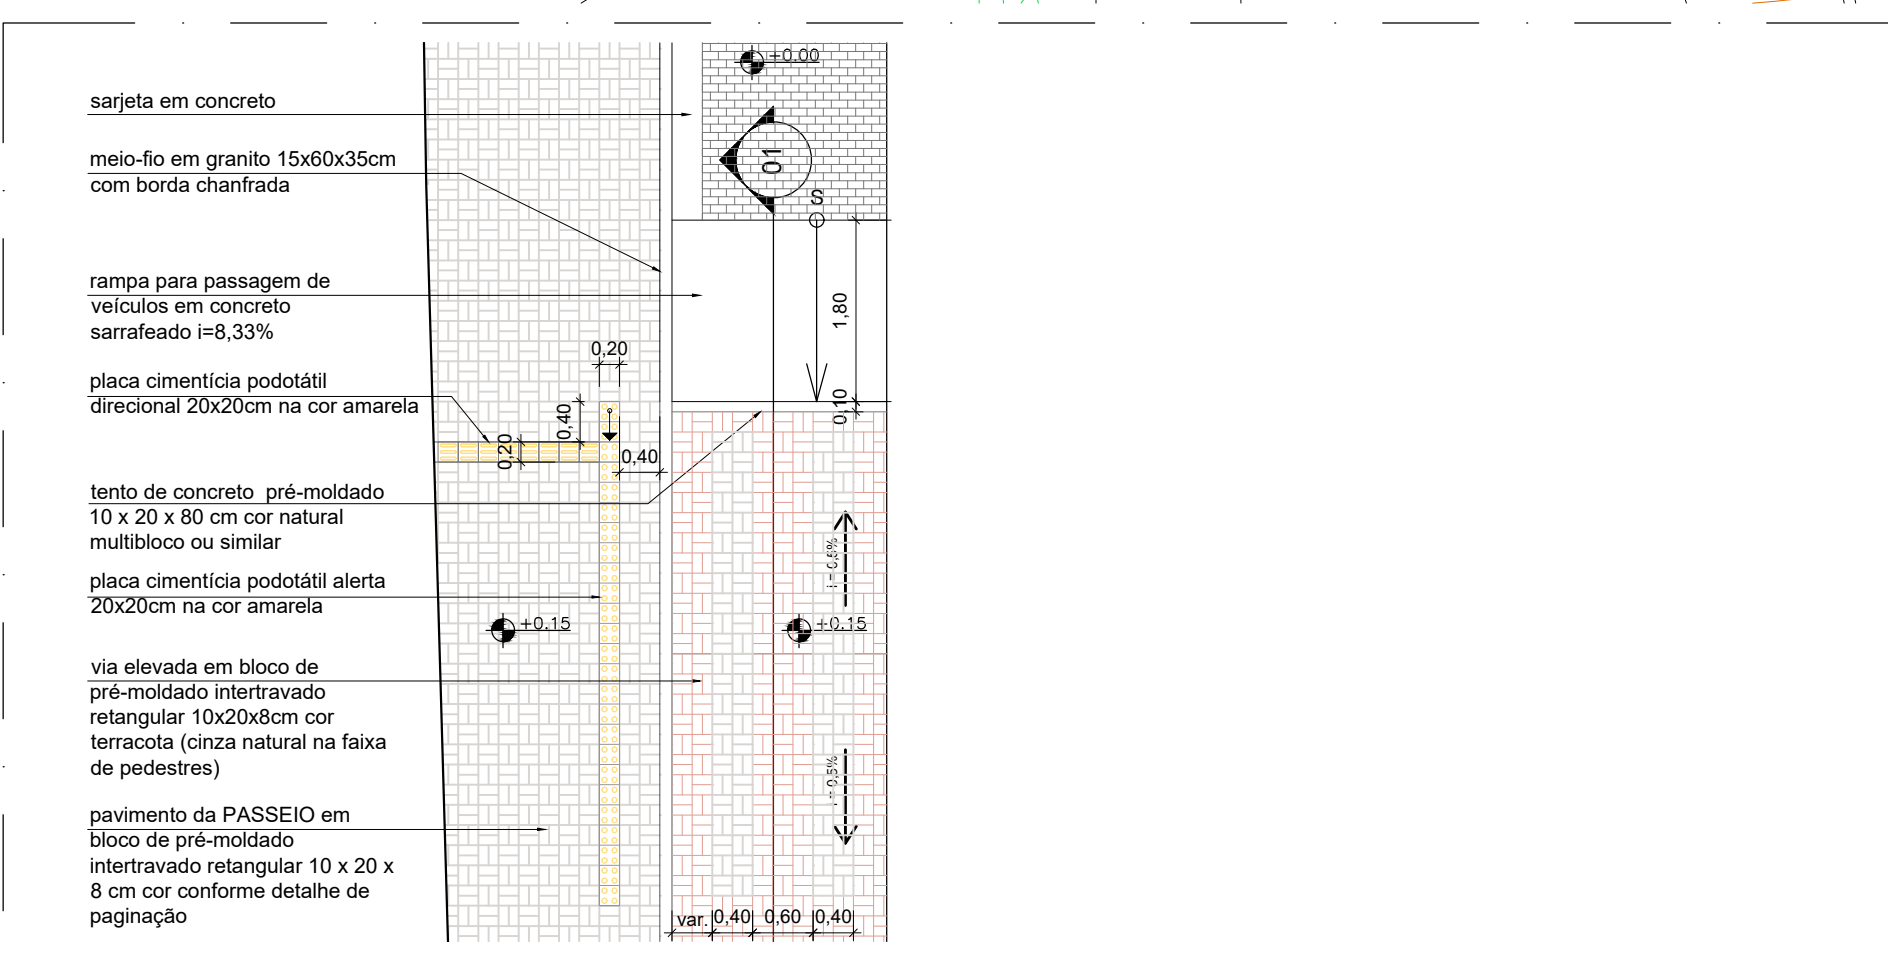 sarjeta em concreto
meio-fio em granito 15x60x35cm
com borda chanfrada
rampa para passagem de
veículos em concreto
sarrafeado i=8,33%
placa cimentícia podotátil
direcional 20x20cm na cor amarela
tento de concreto  pré-moldado
10 x 20 x 80 cm cor natural
multibloco ou similar
placa cimentícia podotátil alerta
20x20cm na cor amarela
via elevada em bloco de
pré-moldado intertravado
retangular 10x20x8cm cor
terracota (cinza natural na faixa
de pedestres)
pavimento da PASSEIO em
bloco de pré-moldado
intertravado retangular 10 x 20 x
8 cm cor conforme detalhe de
paginação
+0.00
01
S
1,80
0,20
0,40
0,10
0,20
0,40
i = 0,5%
+0.15
+0.15
i = 0,5%
var.
0,40
0,60
0,40